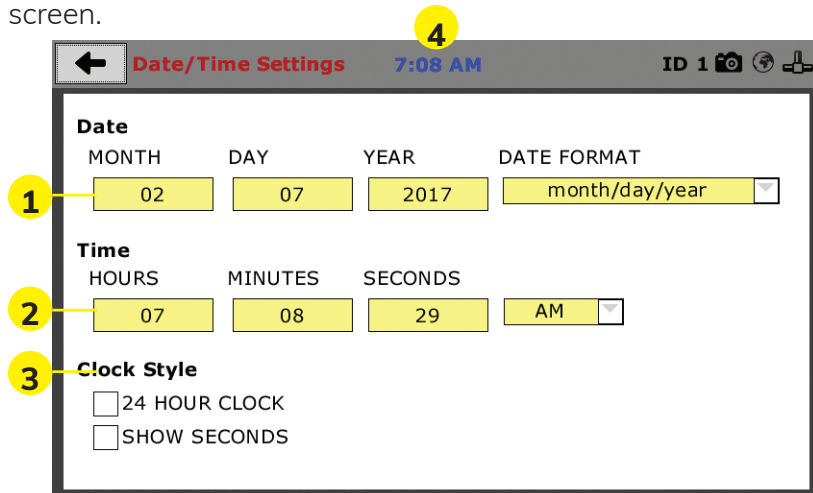 screen.
4
Date/Time Settings 7:08 AM ID 1
Date
MONTH DAY YEAR DATE FORMAT
1 02 07 2017 month/day/year
Time
HOURS MINUTES SECONDS
2 07 08 29 AM
3 Clock Style
24 HOUR CLOCK
SHOW SECONDS